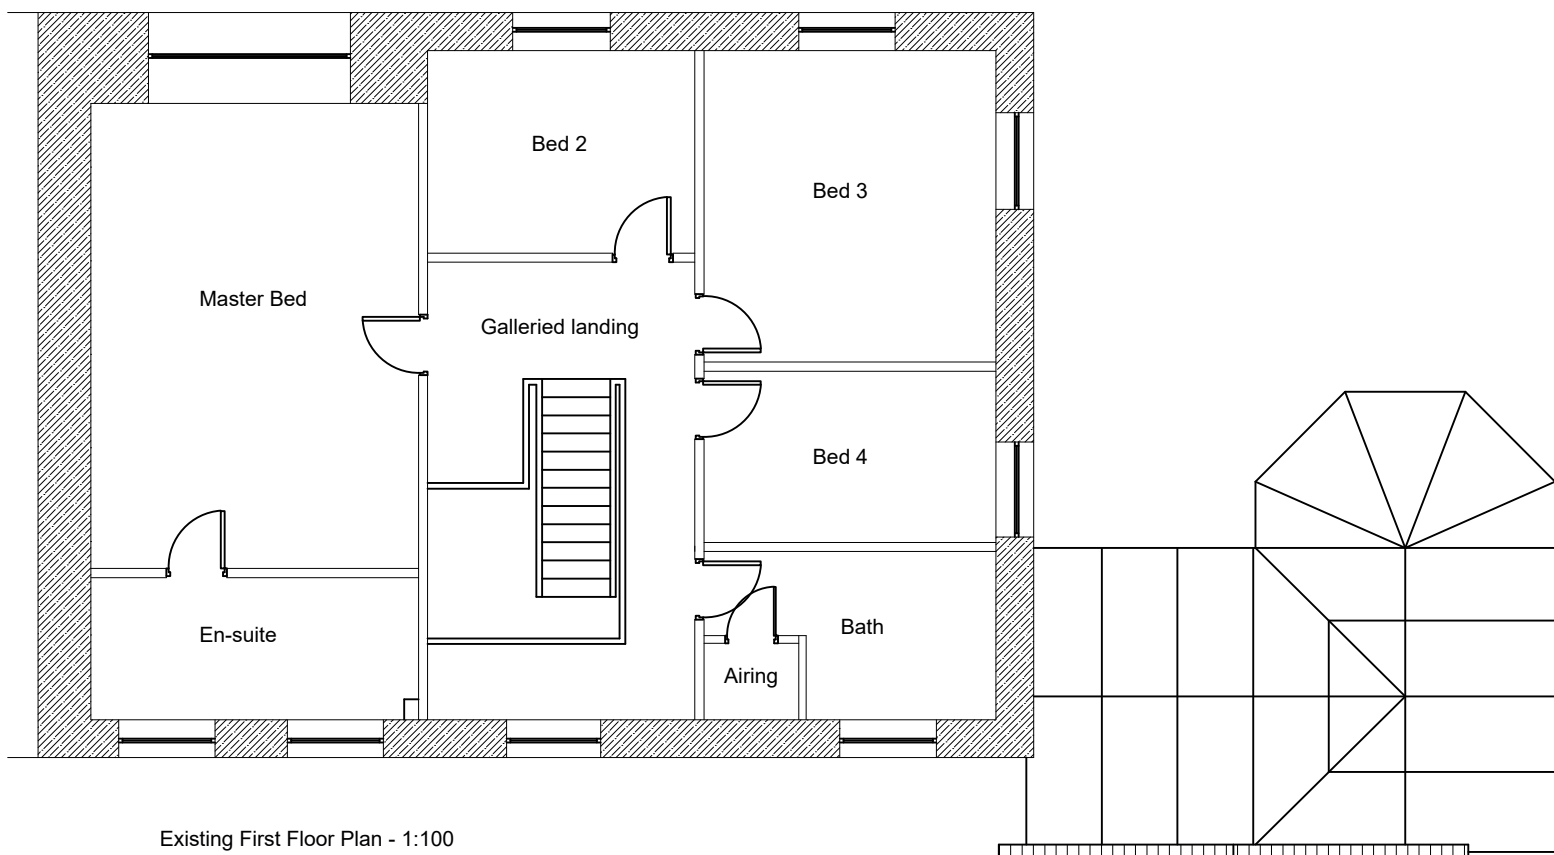 Bed 2
Bed 3
Master Bed
Galleried landing
Bed 4
En-suite
Bath
Airing
Existing First Floor Plan - 1:100